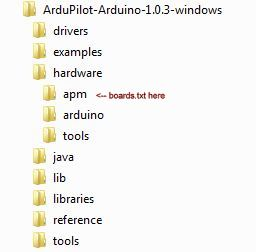 ArduPilot-Arduino-1.0.3-windows
drivers
examples
hardware
apm <-- boards.txt here
arduino
tools
java
lib
libraries
reference
tools